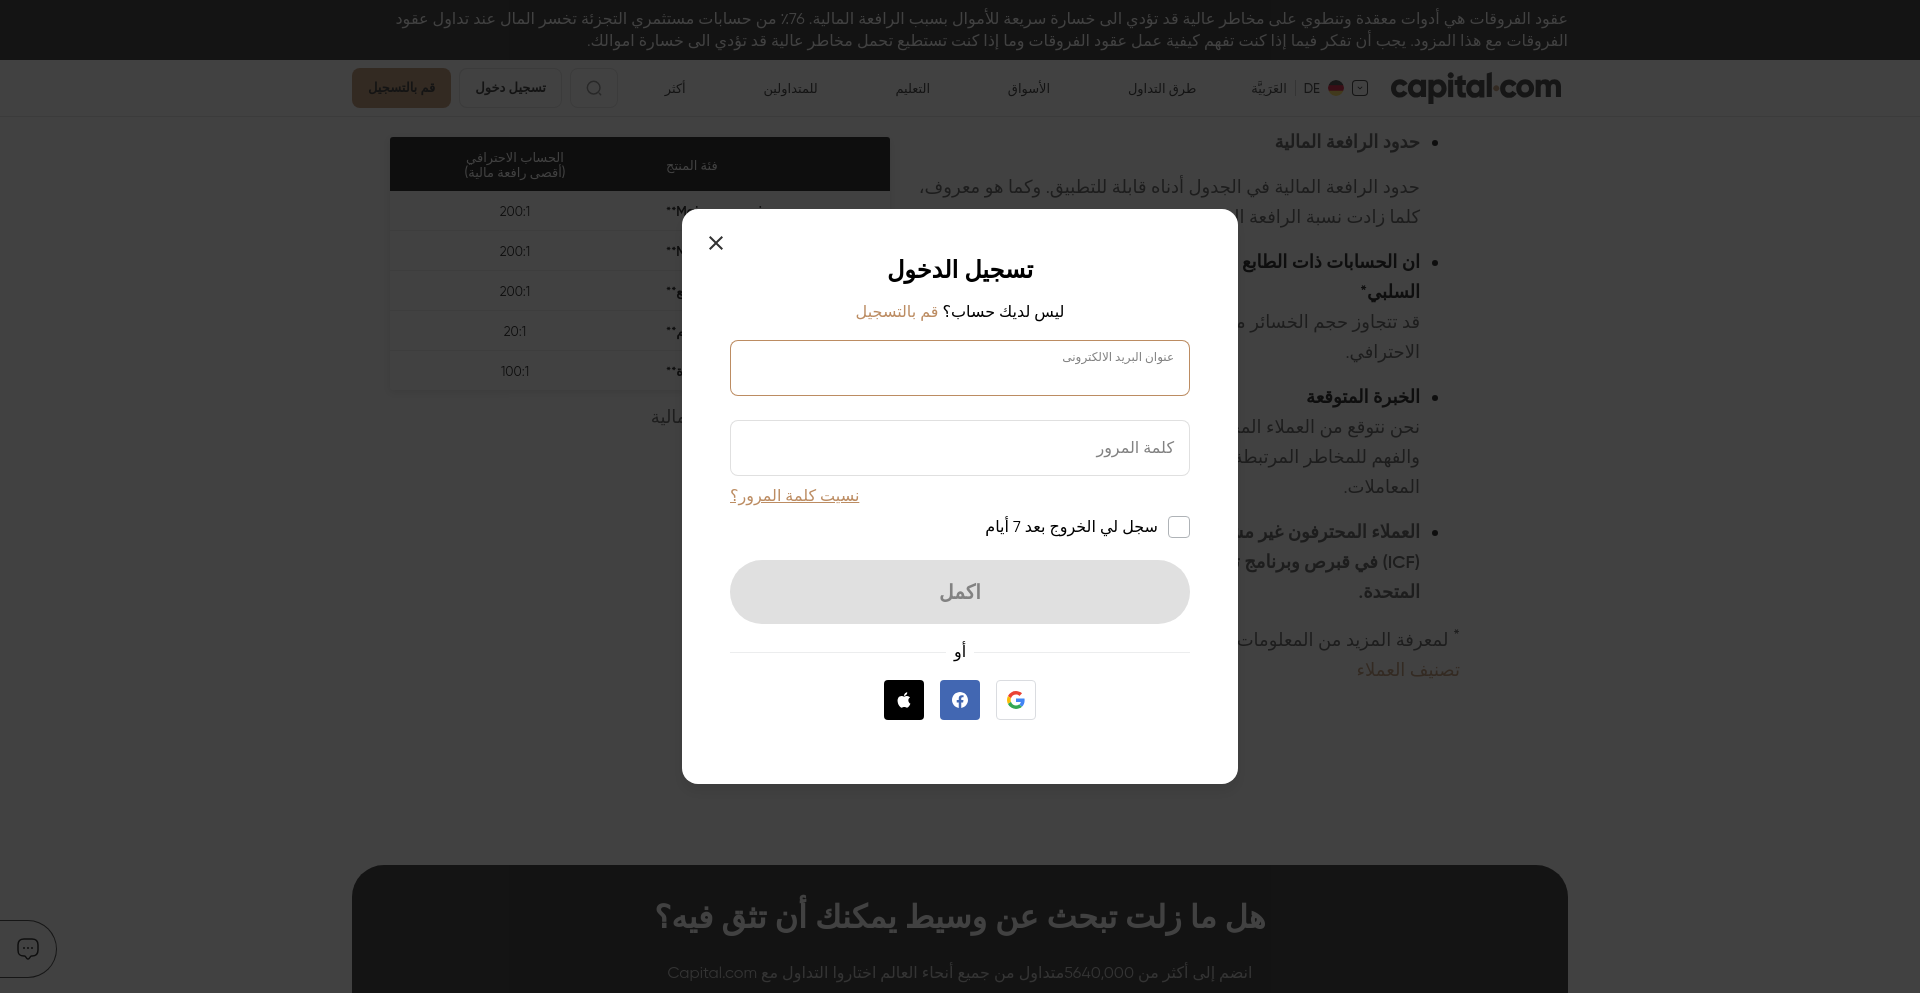 عقود الفروقات هي أدوات معقدة وتنطوي على مخاطر عالية قد تؤدي الى خسارة سريعة للأموال بسبب الرافعة المالية. 76٪ من حسابات مستثمري التجزئة تخسر المال عند تداول عقود
الفروقات مع هذا المزود. يجب أن تفكر فيما إذا كنت تفهم كيفية عمل عقود الفروقات وما إذا كنت تستطيع تحمل مخاطر عالية قد تؤدي الى خسارة اموالك.
capital.com
DE
العَرَبِيَّة
طرق التداول
الأسواق
التعليم
للمتداولين
أكثر
تسجيل دخول
قم بالتسجيل
حدود الرافعة المالية
حدود الرافعة المالية في الجدول أدناه قابلة للتطبيق. وكما هو معروف،
كلما زادت نسبة الرافعة
ان الحسابات ذات الطابع
السلبي*
قد تتجاوز حجم الخسائر
الاحترافي.
الخبرة المتوقعة
نحن نتوقع من العملاء
والفهم للمخاطر المرتبطة
المعاملات.
العملاء المحترفون غير
(ICF) في قبرص وبرنامج
المتحدة.
* لمعرفة المزيد من المعلومات
تصنيف العملاء
فئة المنتج
الحساب الاحترافي
(أقصى رافعة مالية)
200:1
200:1
200:1
20:1
100:1
تسجيل الدخول
ليس لديك حساب؟ قم بالتسجيل
عنوان البريد الالكترونى
كلمة المرور
نسيت كلمة المرور؟
سجل لي الخروج بعد 7 أيام
اكمل
أو
هل ما زلت تبحث عن وسيط يمكنك أن تثق فيه؟
انضم إلى أكثر من 5640,000متداول من جميع أنحاء العالم اختاروا التداول مع Capital.com